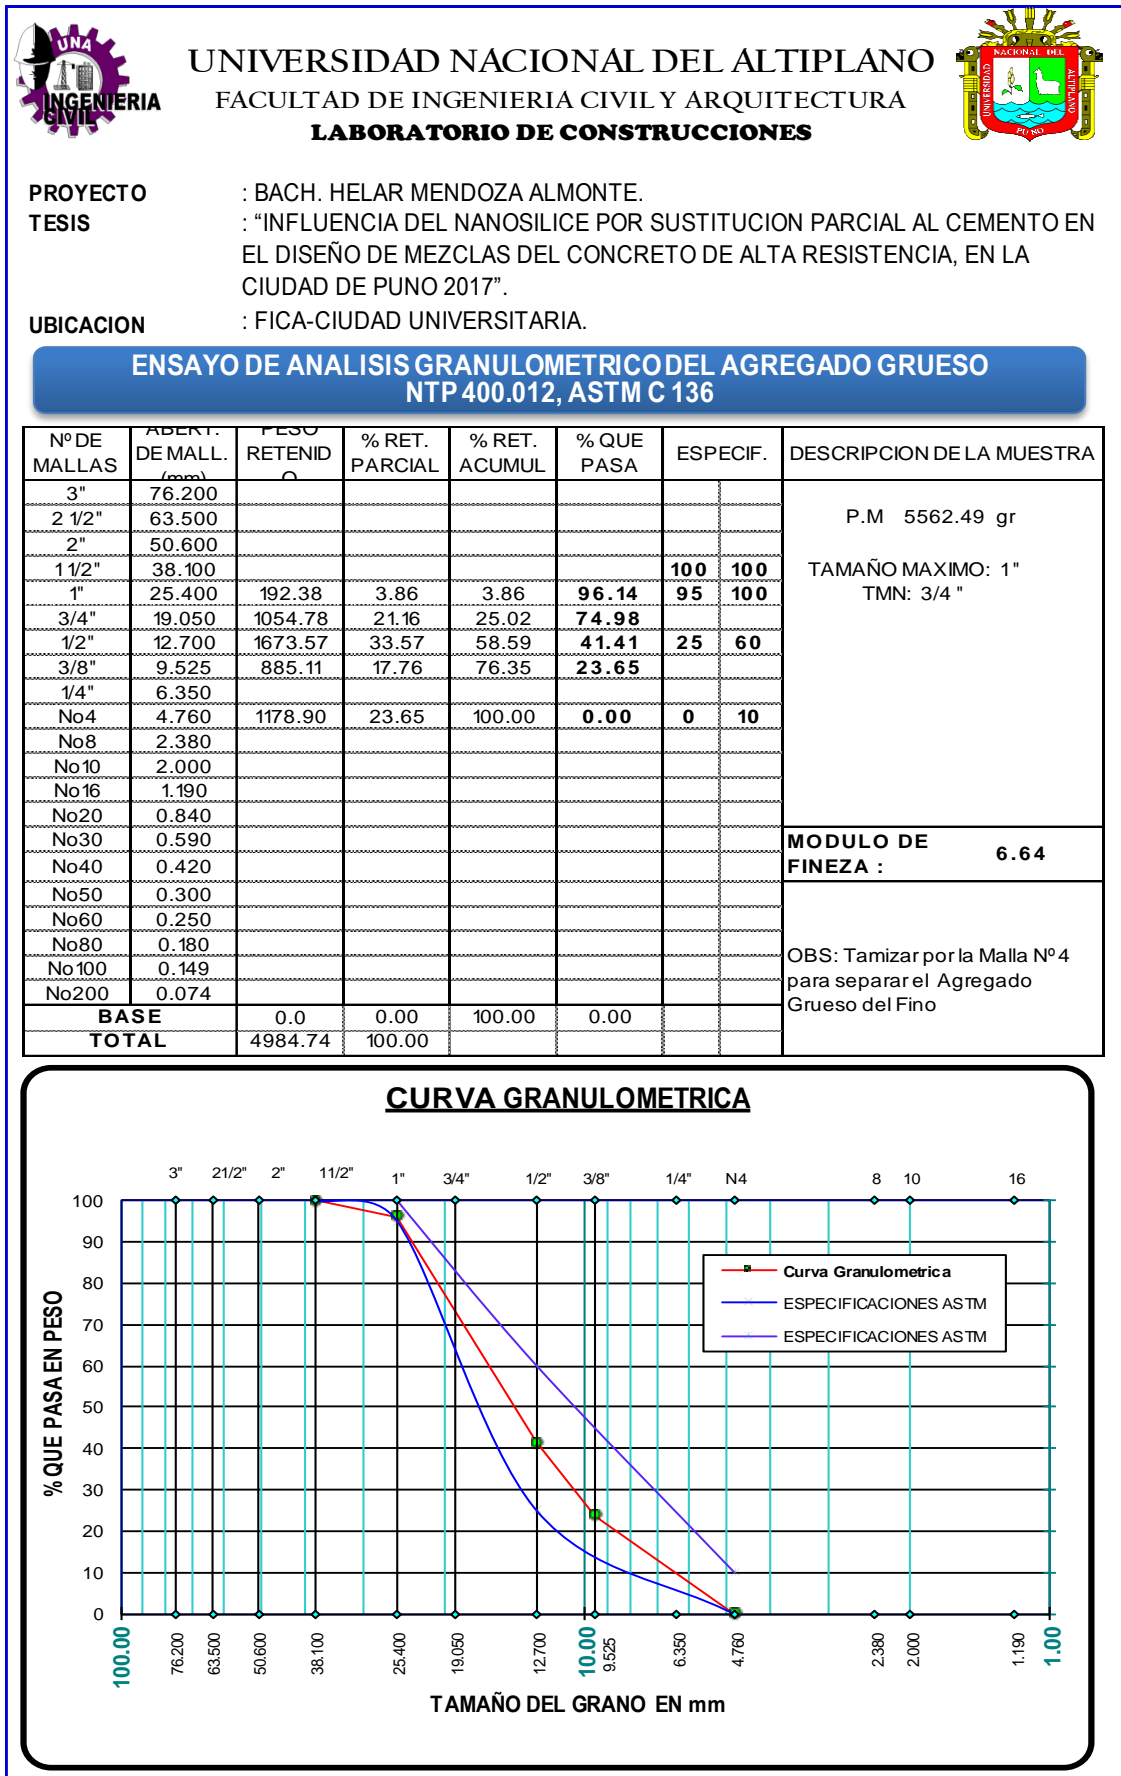 UNA
INGENIERIA
CIVIL
UNIVERSIDAD NACIONAL DEL ALTIPLANO
FACULTAD DE INGENIERIA CIVIL Y ARQUITECTURA
LABORATORIO DE CONSTRUCCIONES
NACIONAL DEL
UNIVERSIDAD
ALTIPLANO
PUNO
PROYECTO : BACH. HELAR MENDOZA ALMONTE.
TESIS : “INFLUENCIA DEL NANOSILICE POR SUSTITUCION PARCIAL AL CEMENTO EN
EL DISEÑO DE MEZCLAS DEL CONCRETO DE ALTA RESISTENCIA, EN LA
CIUDAD DE PUNO 2017”.
UBICACION : FICA-CIUDAD UNIVERSITARIA.
ENSAYO DE ANALISIS GRANULOMETRICO DEL AGREGADO GRUESO
NTP 400.012, ASTM C 136
Nº DE MALLAS ABERT. DE MALL. (mm) PESO RETENIDO % RET. PARCIAL % RET. ACUMUL % QUE PASA ESPECIF. DESCRIPCION DE LA MUESTRA
3" 76.200
2 1/2" 63.500 P.M 5562.49 gr
2" 50.600
1 1/2" 38.100 100 100 TAMAÑO MAXIMO: 1"
1" 25.400 192.38 3.86 3.86 96.14 95 100 TMN: 3/4 "
3/4" 19.050 1054.78 21.16 25.02 74.98
1/2" 12.700 1673.57 33.57 58.59 41.41 25 60
3/8" 9.525 885.11 17.76 76.35 23.65
1/4" 6.350
No4 4.760 1178.90 23.65 100.00 0.00 0 10
No8 2.380
No10 2.000
No16 1.190
No20 0.840
No30 0.590
No40 0.420
MODULO DE FINEZA : 6.64
No50 0.300
No60 0.250
No80 0.180
No100 0.149
No200 0.074
OBS: Tamizar por la Malla Nº 4
para separar el Agregado
Grueso del Fino
BASE 0.0 0.00 100.00 0.00
TOTAL 4984.74 100.00
CURVA GRANULOMETRICA
3" 21/2" 2" 11/2" 1" 3/4" 1/2" 3/8" 1/4" N4 8 10 16
100
90
80
70
60
50
40
30
20
10
0
% QUE PASA EN PESO
Curva Granulometrica
ESPECIFICACIONES ASTM
ESPECIFICACIONES ASTM
100.00 76.200 63.500 50.600 38.100 25.400 19.050 12.700 10.00 9.525 6.350 4.760 2.380 2.000 1.190 1.00
TAMAÑO DEL GRANO EN mm